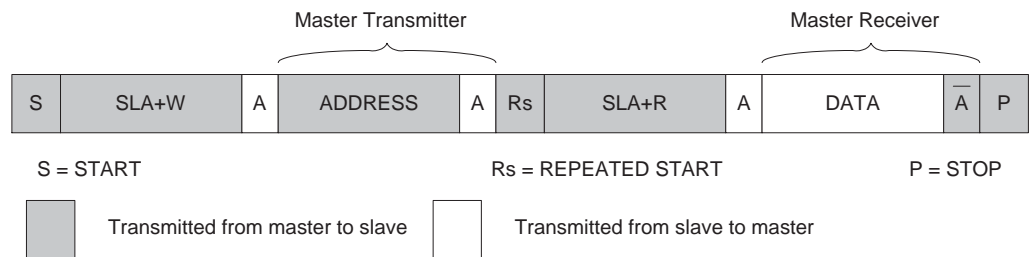 Master Transmitter Master Receiver
S SLA+W A ADDRESS A Rs SLA+R A DATA A̅ P
S = START Rs = REPEATED START P = STOP
Transmitted from master to slave Transmitted from slave to master